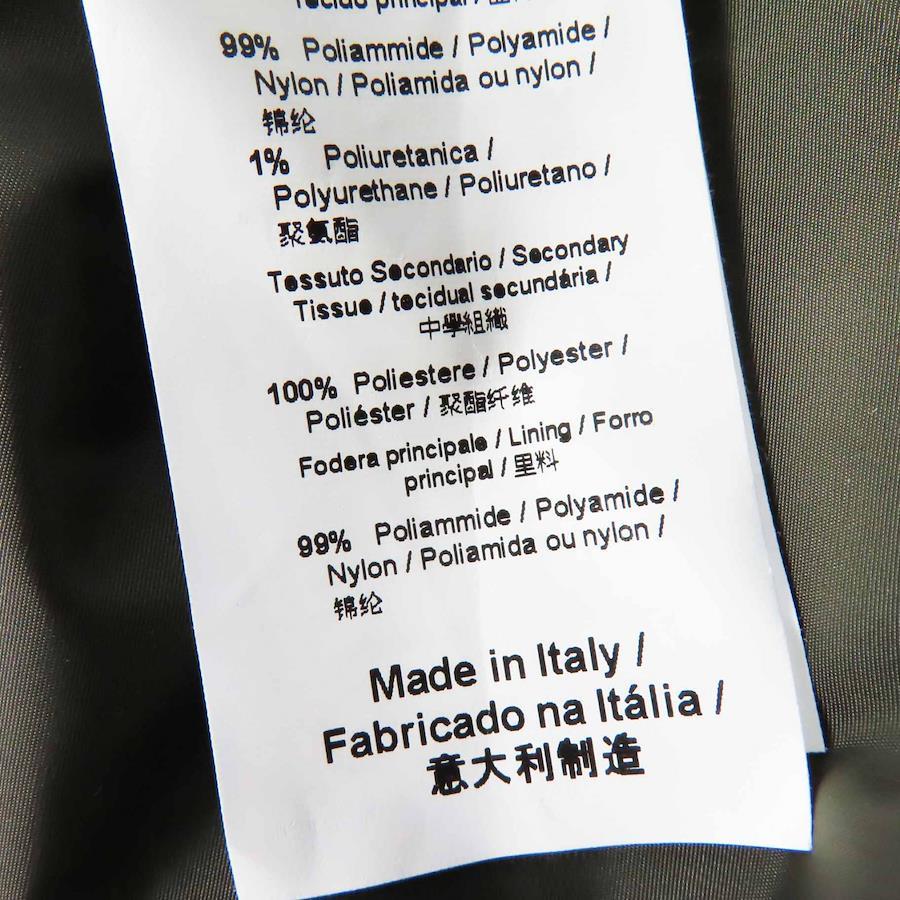 Tecido principal /
99% Poliammide / Polyamide /
Nylon / Poliamida ou nylon /
锦纶
1% Poliuretanica /
Polyurethane / Poliuretano /
聚氨酯
Tessuto Secondario / Secondary
Tissue / tecidual secundária /
中學組織
100% Poliestere / Polyester /
Poliéster / 聚酯纤维
Fodera principale / Lining / Forro
principal / 里料
99% Poliammide / Polyamide /
Nylon / Poliamida ou nylon /
锦纶
Made in Italy /
Fabricado na Itália /
意大利制造